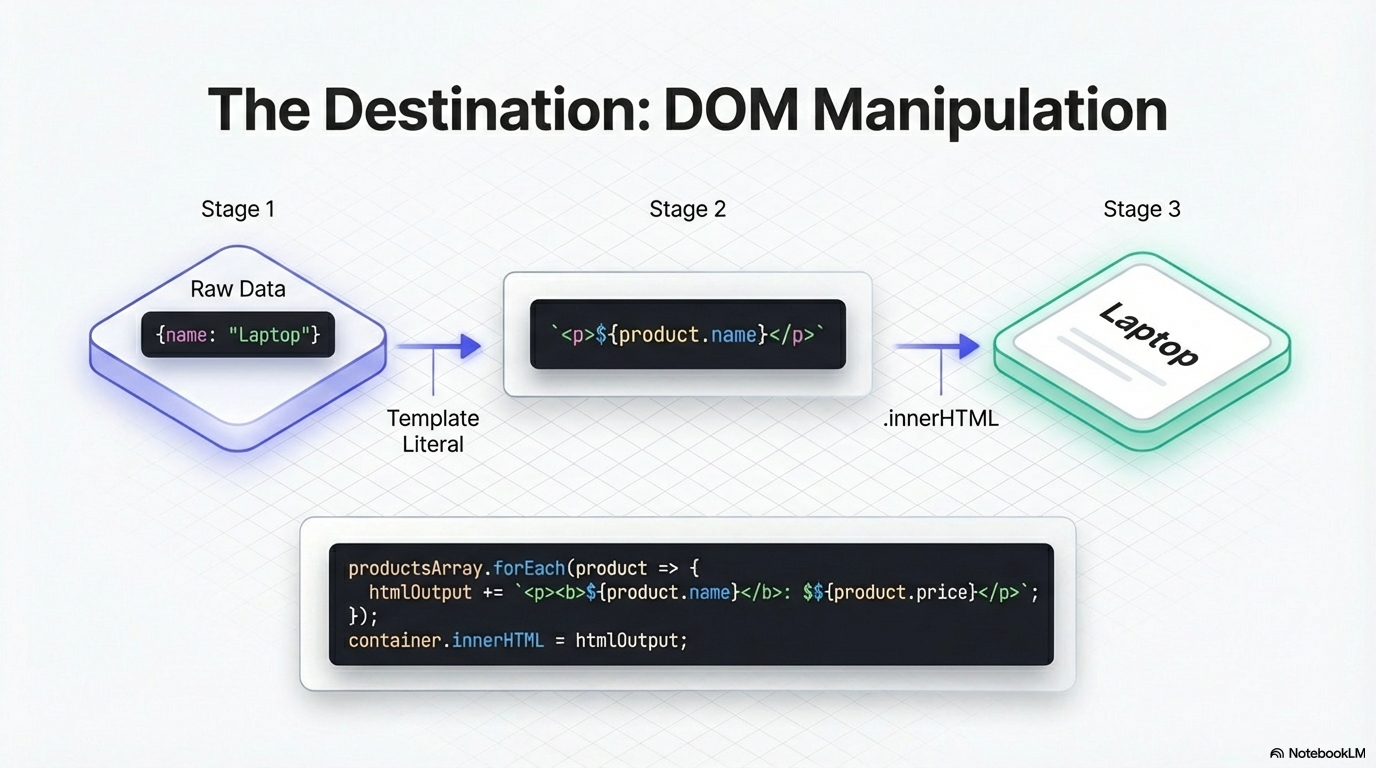 The Destination: DOM Manipulation
Stage 1
Raw Data
{name: "Laptop"}
Template
Literal
Stage 2
`<p>${product.name}</p>`
.innerHTML
Stage 3
Laptop
productsArray.forEach(product => {
  htmlOutput += `<p><b>${product.name}</b>: $${product.price}</p>`;
});
container.innerHTML = htmlOutput;
NotebookLM